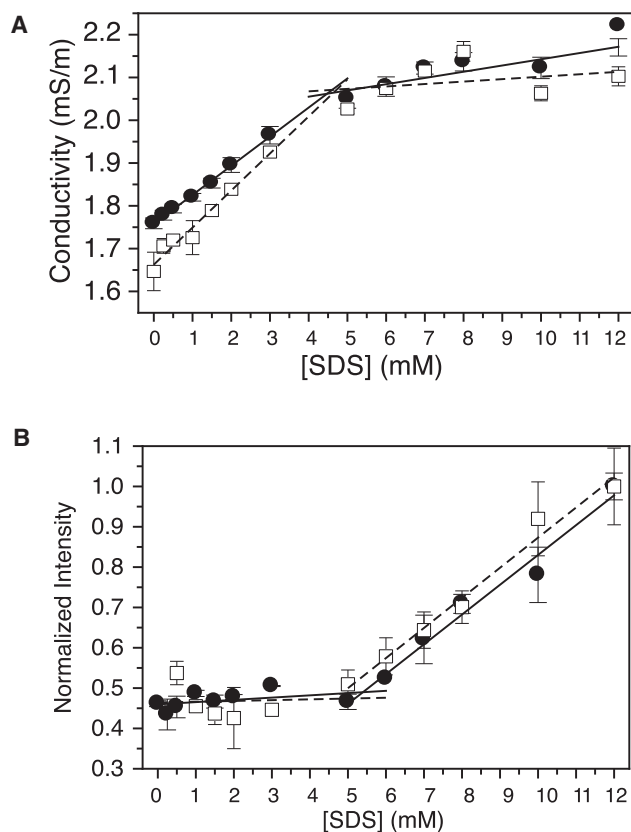 A
Conductivity (mS/m)
2.2
2.1
2.0
1.9
1.8
1.7
1.6
0 1 2 3 4 5 6 7 8 9 10 11 12
[SDS] (mM)
B
Normalized Intensity
1.1
1.0
0.9
0.8
0.7
0.6
0.5
0.4
0.3
0 1 2 3 4 5 6 7 8 9 10 11 12
[SDS] (mM)